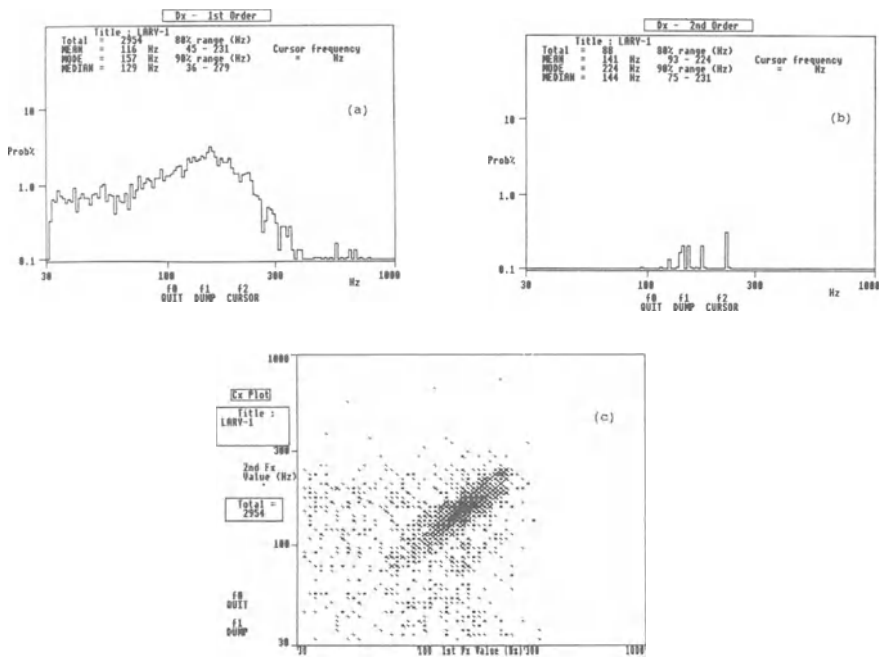 Dx - 1st Order
Title : LARY-1
Total = 2954 80% range (Hz)
MEAN = 116 Hz 45 - 231 Cursor frequency
MODE = 157 Hz 90% range (Hz) = Hz
MEDIAN = 129 Hz 36 - 279
(a)
10
Prob%
1.0
0.1
30 100 300 1000
Hz
f0 f1 f2
QUIT DUMP CURSOR
Dx - 2nd Order
Title : LARY-1
Total = 88 80% range (Hz)
MEAN = 141 Hz 93 - 224 Cursor frequency
MODE = 224 Hz 90% range (Hz) = Hz
MEDIAN = 144 Hz 75 - 231
(b)
10
Prob%
1.0
0.1
30 100 300 1000
Hz
f0 f1 f2
QUIT DUMP CURSOR
1000
Cx Plot
Title :
LARY-1
(c)
300
2nd Fx
Value (Hz)
Total =
2954
100
f0
QUIT
f1
DUMP
30
30 100 1st Fx Value (Hz) 300 1000